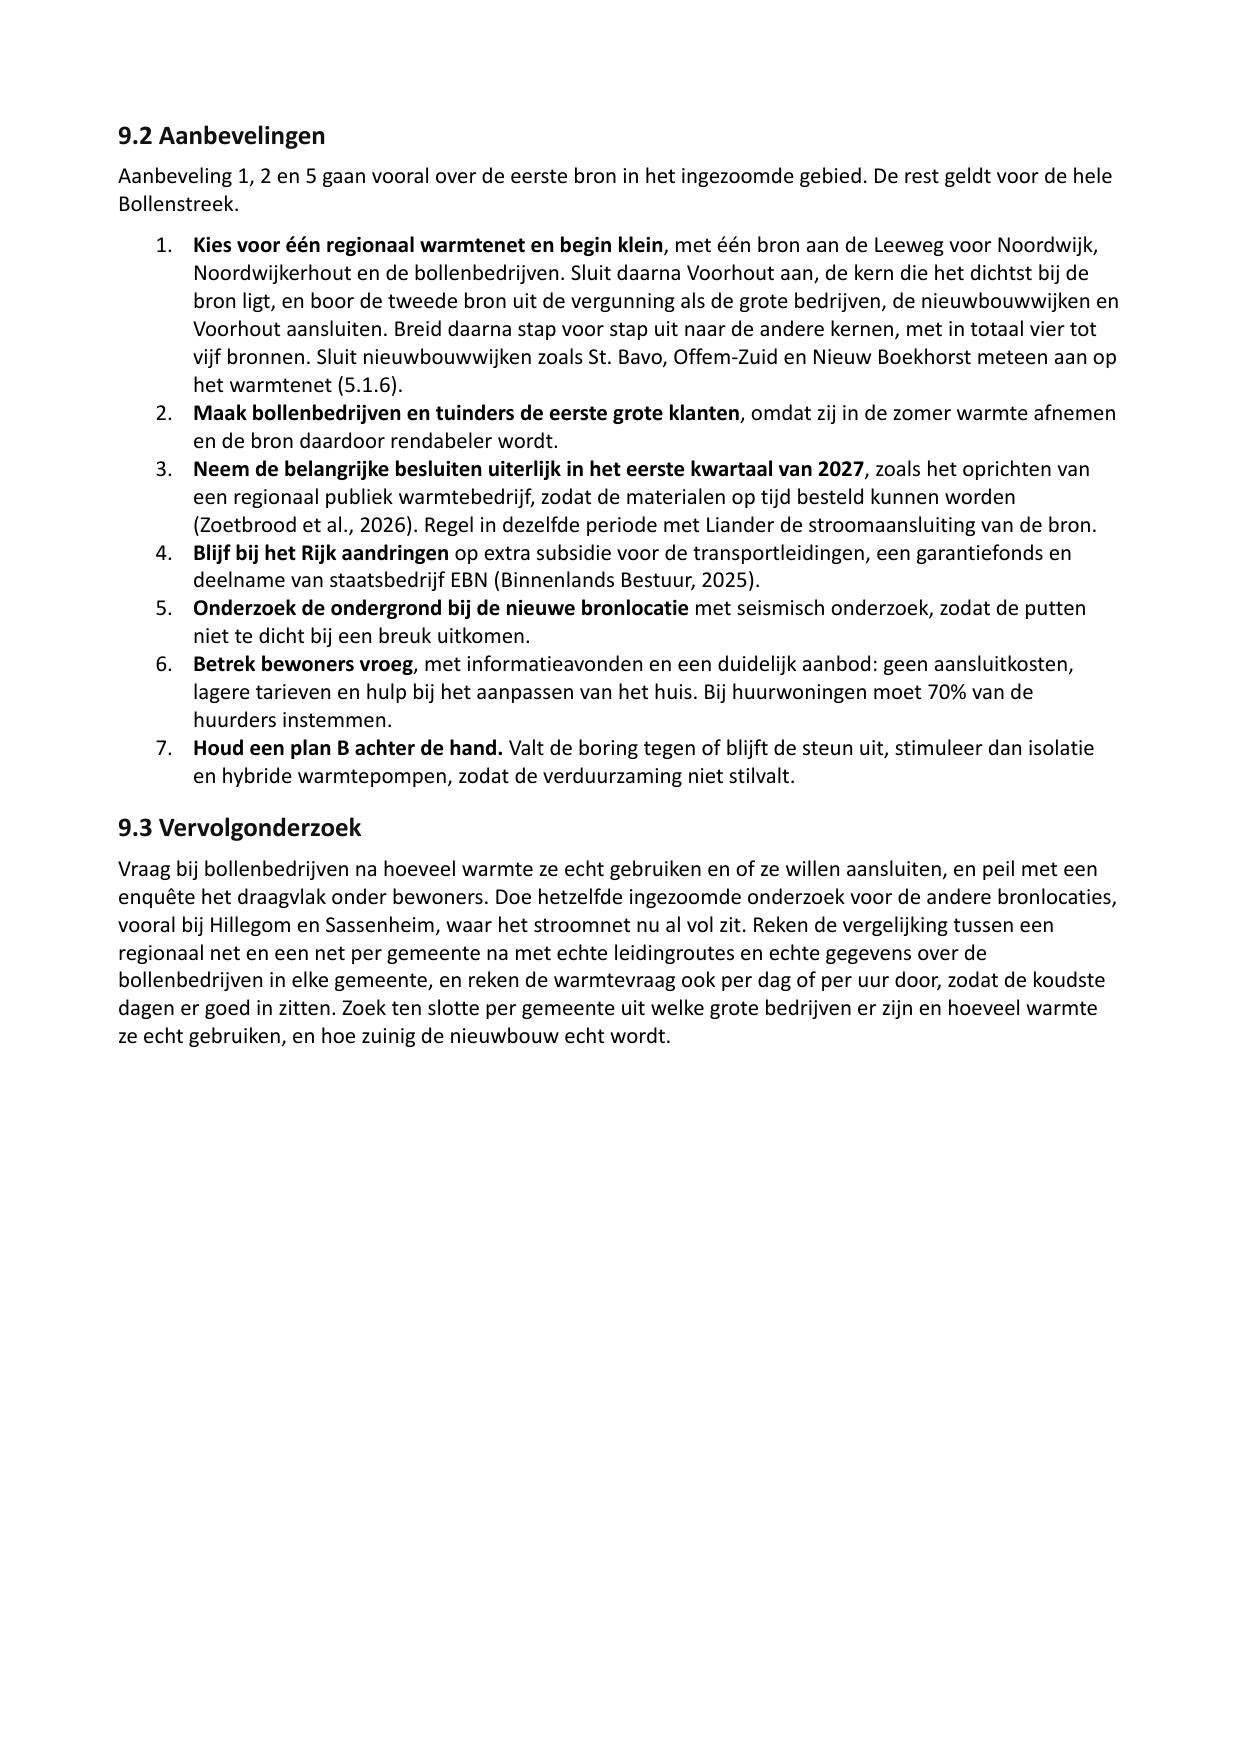 9.2 Aanbevelingen
Aanbeveling 1, 2 en 5 gaan vooral over de eerste bron in het ingezoomde gebied. De rest geldt voor de hele
Bollenstreek.
1. Kies voor één regionaal warmtenet en begin klein, met één bron aan de Leeweg voor Noordwijk,
Noordwijkerhout en de bollenbedrijven. Sluit daarna Voorhout aan, de kern die het dichtst bij de
bron ligt, en boor de tweede bron uit de vergunning als de grote bedrijven, de nieuwbouwwijken en
Voorhout aansluiten. Breid daarna stap voor stap uit naar de andere kernen, met in totaal vier tot
vijf bronnen. Sluit nieuwbouwwijken zoals St. Bavo, Offem-Zuid en Nieuw Boekhorst meteen aan op
het warmtenet (5.1.6).
2. Maak bollenbedrijven en tuinders de eerste grote klanten, omdat zij in de zomer warmte afnemen
en de bron daardoor rendabeler wordt.
3. Neem de belangrijke besluiten uiterlijk in het eerste kwartaal van 2027, zoals het oprichten van
een regionaal publiek warmtebedrijf, zodat de materialen op tijd besteld kunnen worden
(Zoetbrood et al., 2026). Regel in dezelfde periode met Liander de stroomaansluiting van de bron.
4. Blijf bij het Rijk aandringen op extra subsidie voor de transportleidingen, een garantiefonds en
deelname van staatsbedrijf EBN (Binnenlands Bestuur, 2025).
5. Onderzoek de ondergrond bij de nieuwe bronlocatie met seismisch onderzoek, zodat de putten
niet te dicht bij een breuk uitkomen.
6. Betrek bewoners vroeg, met informatieavonden en een duidelijk aanbod: geen aansluitkosten,
lagere tarieven en hulp bij het aanpassen van het huis. Bij huurwoningen moet 70% van de
huurders instemmen.
7. Houd een plan B achter de hand. Valt de boring tegen of blijft de steun uit, stimuleer dan isolatie
en hybride warmtepompen, zodat de verduurzaming niet stilvalt.
9.3 Vervolgonderzoek
Vraag bij bollenbedrijven na hoeveel warmte ze echt gebruiken en of ze willen aansluiten, en peil met een
enquête het draagvlak onder bewoners. Doe hetzelfde ingezoomde onderzoek voor de andere bronlocaties,
vooral bij Hillegom en Sassenheim, waar het stroomnet nu al vol zit. Reken de vergelijking tussen een
regionaal net en een net per gemeente na met echte leidingroutes en echte gegevens over de
bollenbedrijven in elke gemeente, en reken de warmtevraag ook per dag of per uur door, zodat de koudste
dagen er goed in zitten. Zoek ten slotte per gemeente uit welke grote bedrijven er zijn en hoeveel warmte
ze echt gebruiken, en hoe zuinig de nieuwbouw echt wordt.